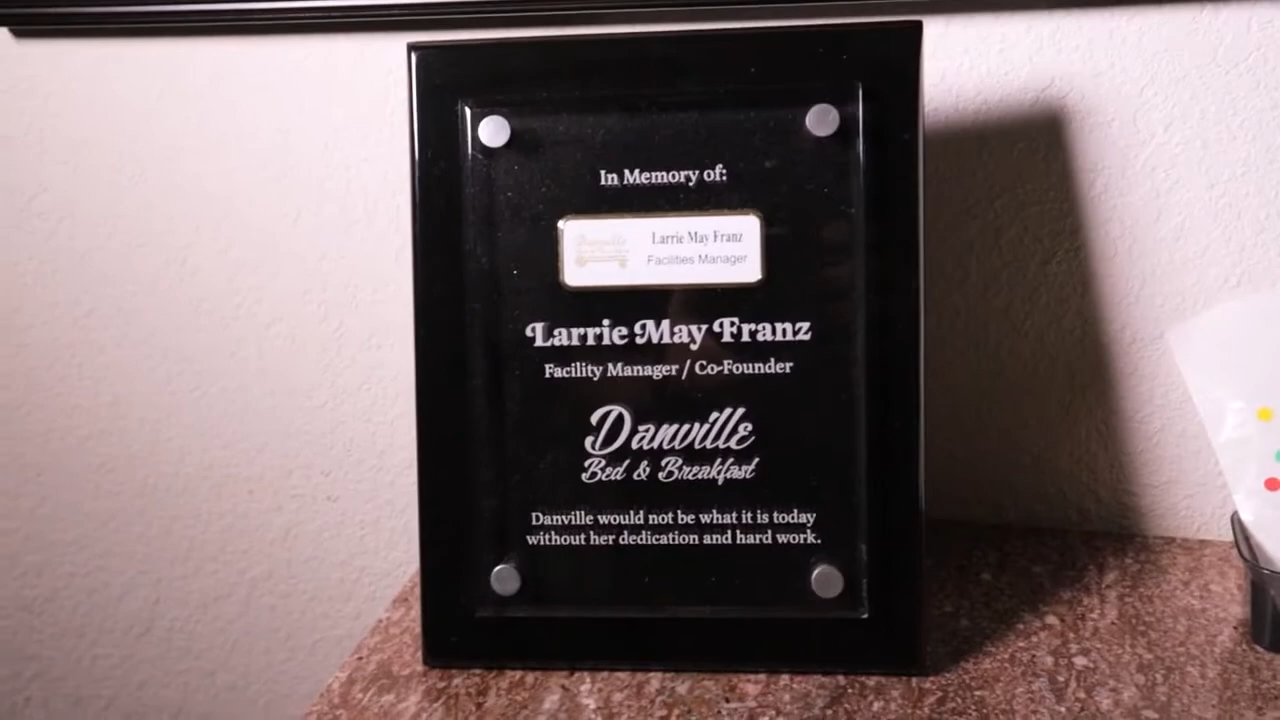 In Memory of:
Larrie May Franz
Facilities Manager
Larrie May Franz
Facility Manager / Co-Founder
Danville
Bed & Breakfast
Danville would not be what it is today
without her dedication and hard work.